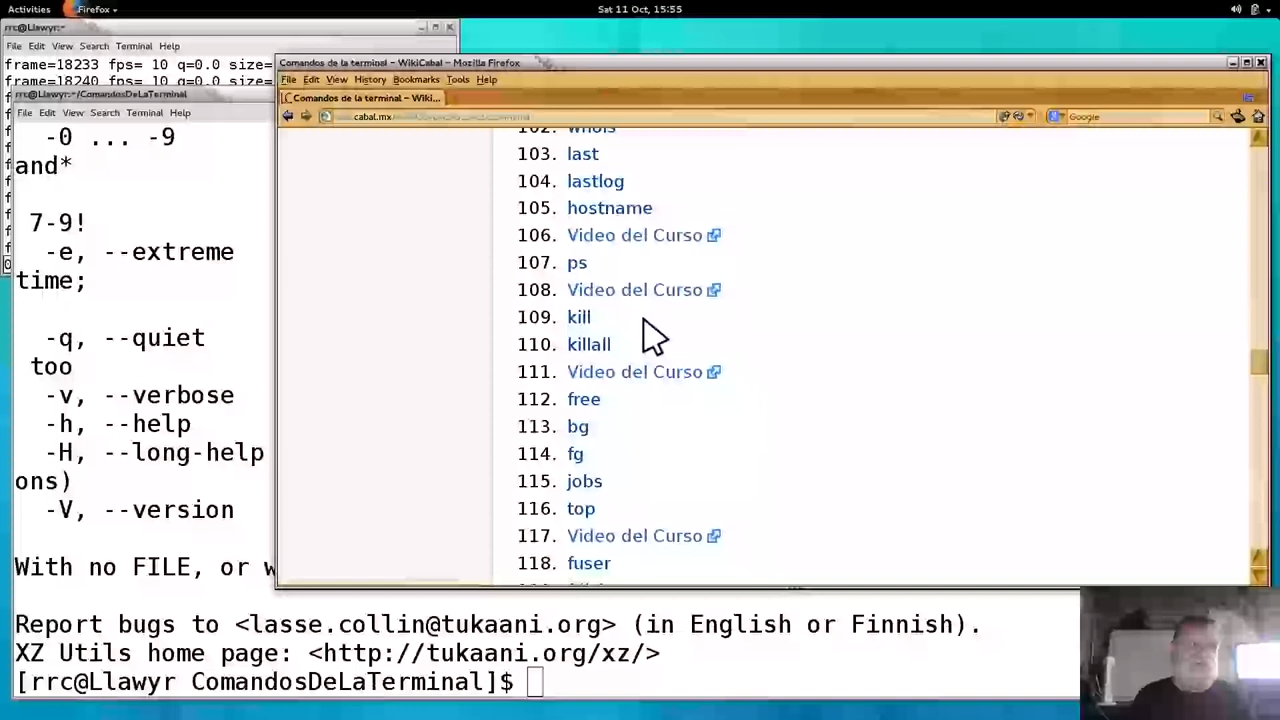 Activities
Firefox
Sat 11 Oct, 15:55
rrc@Llawyr:~
File Edit View Search Terminal Help
frame=18233 fps= 10 q=0.0 size=
frame=18240 fps= 10 q=0.0 size=
rrc@Llawyr:~/ComandosDeLaTerminal
File Edit View Search Terminal Help
-0 ... -9
and*
7-9!
-e, --extreme
time;
-q, --quiet
too
-v, --verbose
-h, --help
-H, --long-help
ons)
-V, --version
With no FILE, or w
Report bugs to <lasse.collin@tukaani.org> (in English or Finnish).
XZ Utils home page: <http://tukaani.org/xz/>
[rrc@Llawyr ComandosDeLaTerminal]$
Comandos de la terminal – WikiCabal – Mozilla Firefox
File Edit View History Bookmarks Tools Help
Comandos de la terminal – Wiki...
cabal.mx
Google
102. whois
103. last
104. lastlog
105. hostname
106. Video del Curso
107. ps
108. Video del Curso
109. kill
110. killall
111. Video del Curso
112. free
113. bg
114. fg
115. jobs
116. top
117. Video del Curso
118. fuser